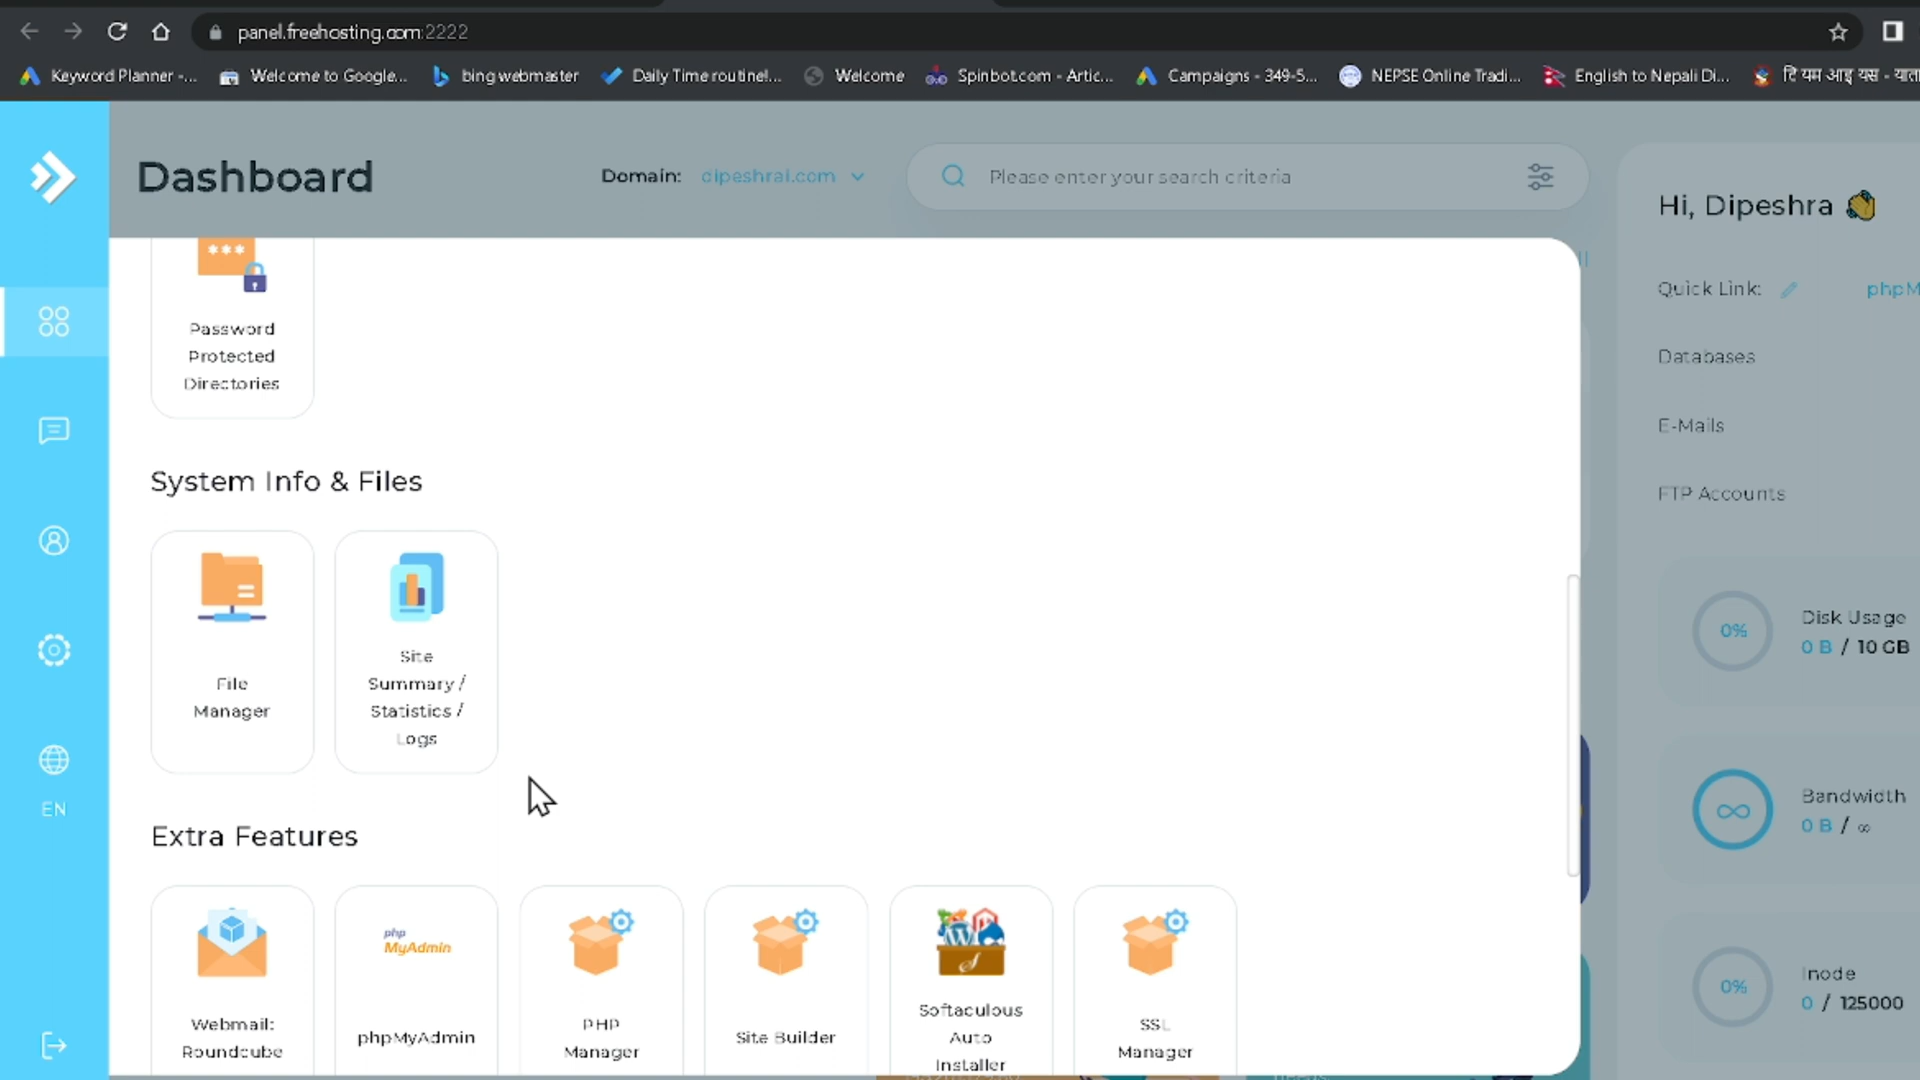 panel.freehosting.com:2222
Keyword Planner -...
Welcome to Google...
bing webmaster
Daily Time routine!...
Welcome
Spinbot.com - Artic...
Campaigns - 349-5...
NEPSE Online Tradi...
English to Nepali Di...
टि यम आइ यस - याता
Dashboard
Domain: dipeshrai.com
Please enter your search criteria
Hi, Dipeshra
Quick Link:
phpM
Databases
E-Mails
FTP Accounts
Password
Protected
Directories
System Info & Files
File
Manager
Site
Summary /
Statistics /
Logs
EN
Extra Features
Webmail:
Roundcube
php
MyAdmin
phpMyAdmin
PHP
Manager
Site Builder
Softaculous
Auto
Installer
SSL
Manager
0%
Disk Usage
0 B / 10 GB
∞
Bandwidth
0 B / ∞
0%
Inode
0 / 125000